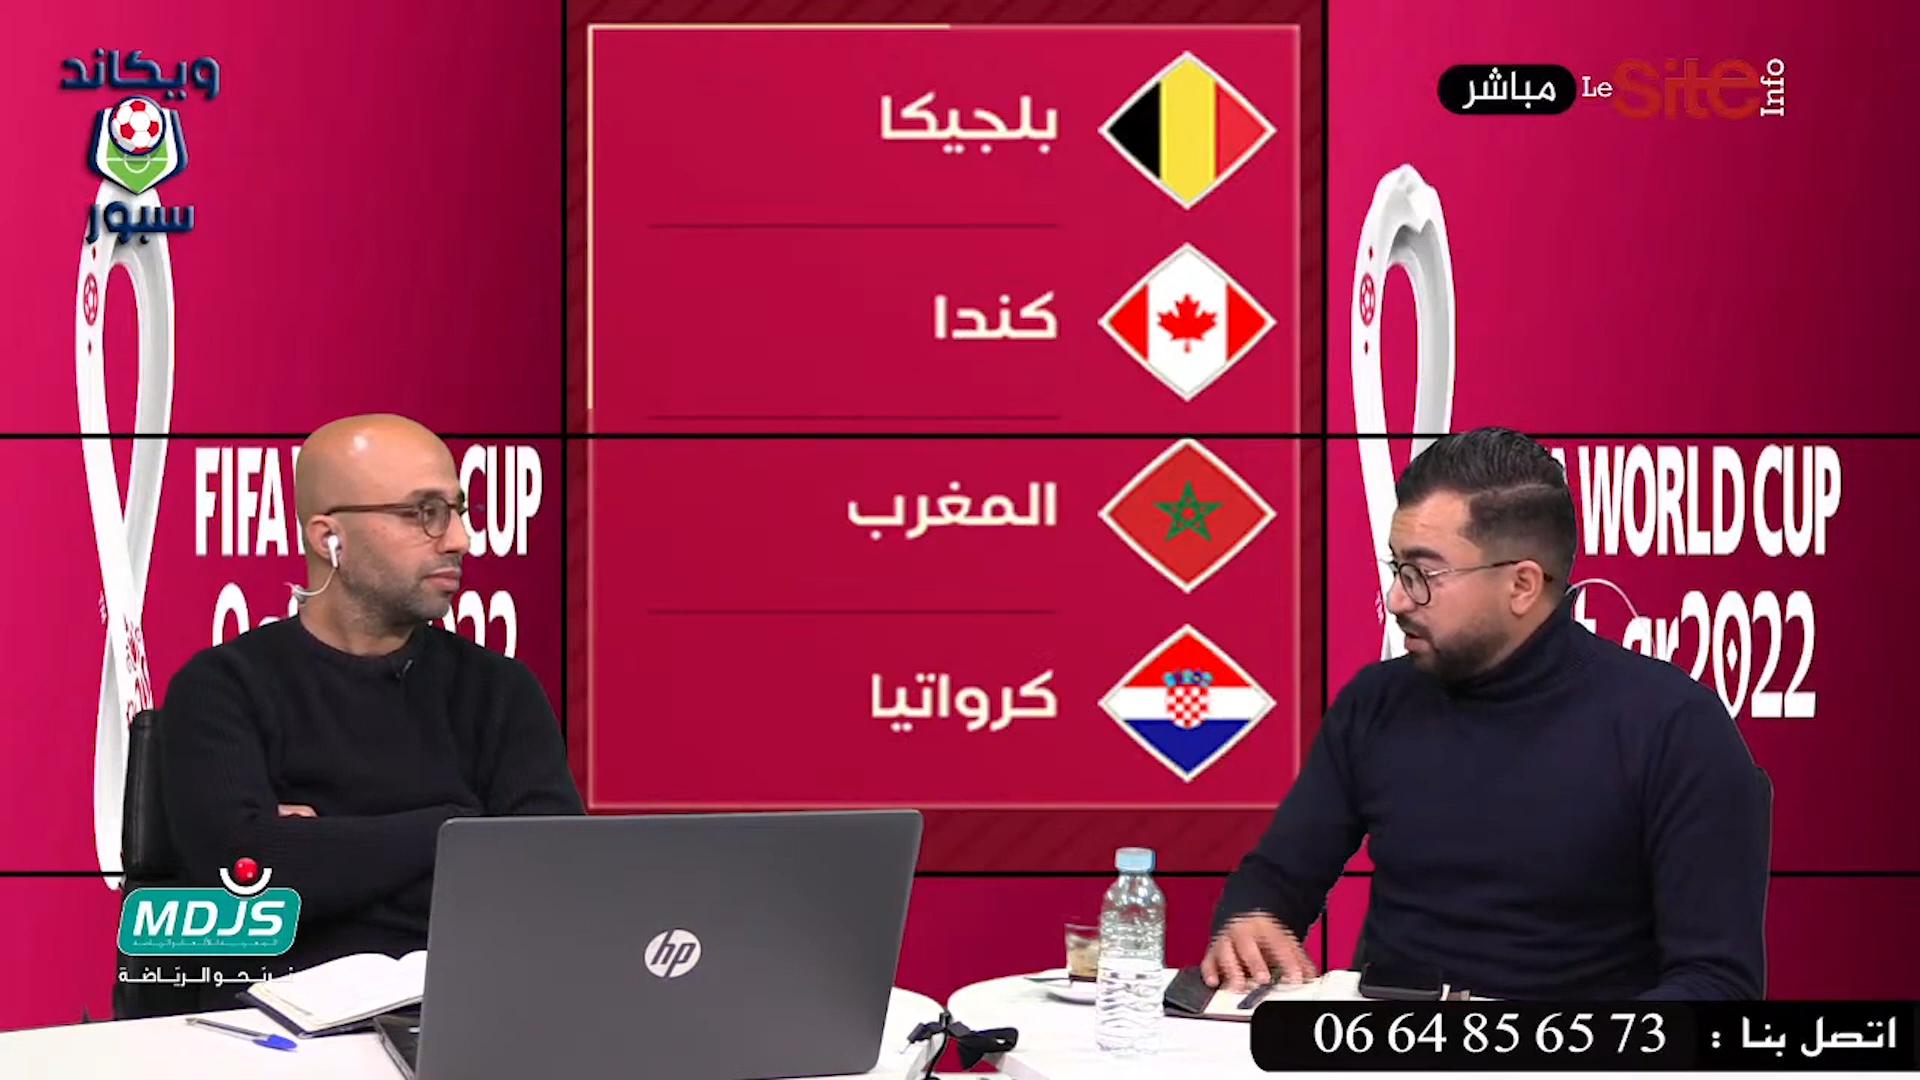 ويكاند
سبور
مباشر
Le Site Info
بلجيكا
كندا
المغرب
كرواتيا
FIFA CUP
2022
WORLD CUP
2022
MDJS
hp
اتصل بنا : 06 64 85 65 73